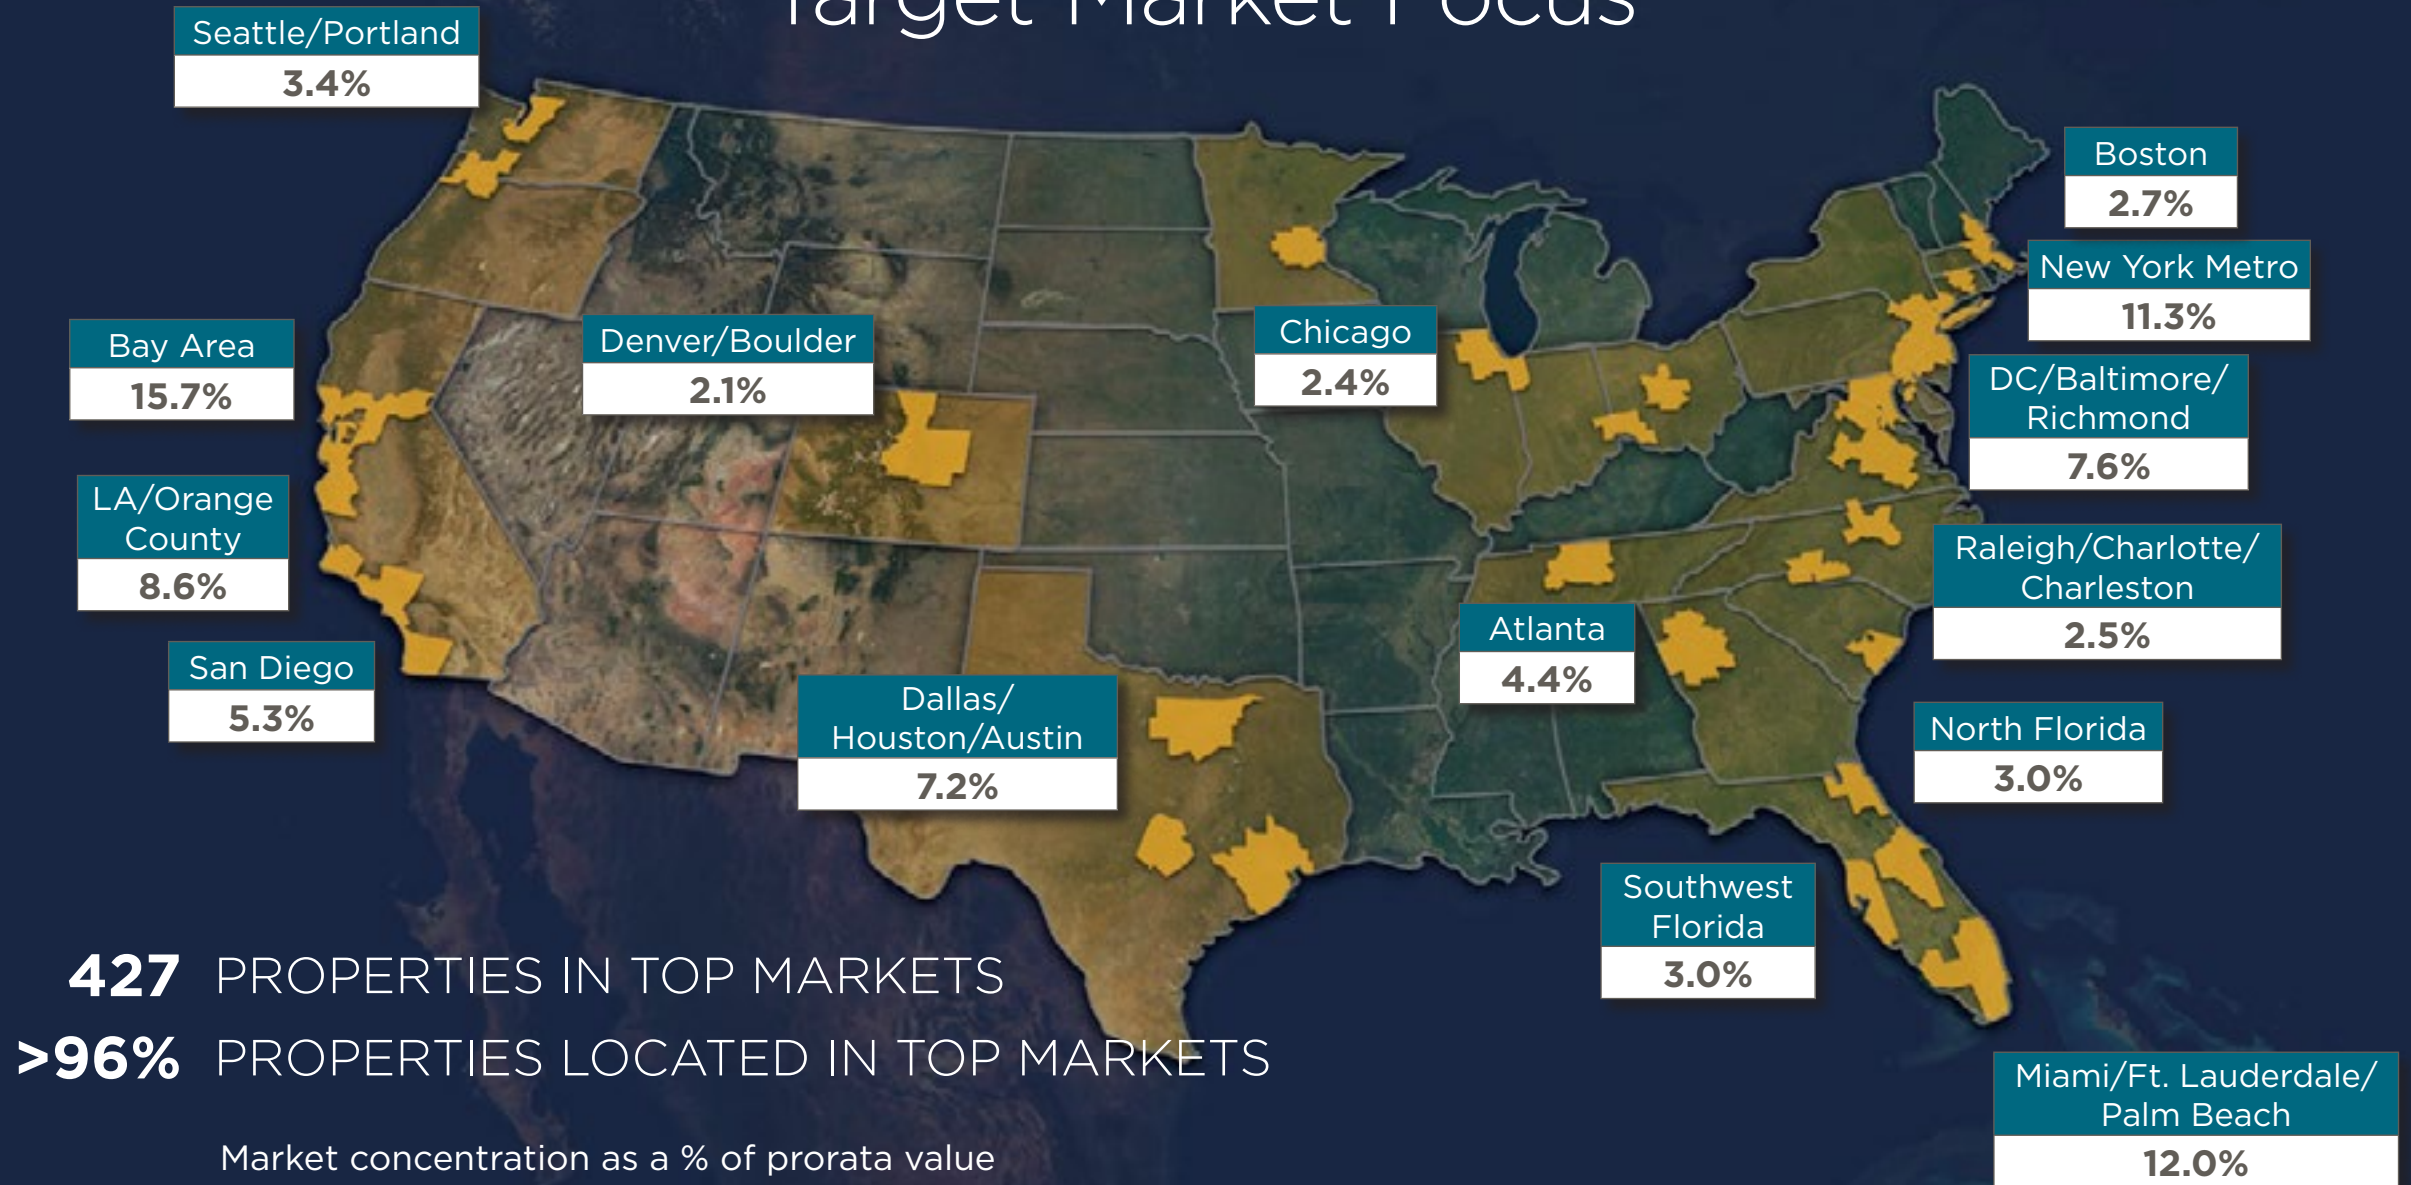 Target Market Focus
Seattle/Portland
3.4%
Boston
2.7%
New York Metro
11.3%
Bay Area
15.7%
Denver/Boulder
2.1%
Chicago
2.4%
DC/Baltimore/
Richmond
7.6%
LA/Orange
County
8.6%
Raleigh/Charlotte/
Charleston
2.5%
Atlanta
4.4%
San Diego
5.3%
Dallas/
Houston/Austin
7.2%
North Florida
3.0%
Southwest
Florida
3.0%
427 PROPERTIES IN TOP MARKETS
>96% PROPERTIES LOCATED IN TOP MARKETS
Miami/Ft. Lauderdale/
Palm Beach
12.0%
Market concentration as a % of prorata value